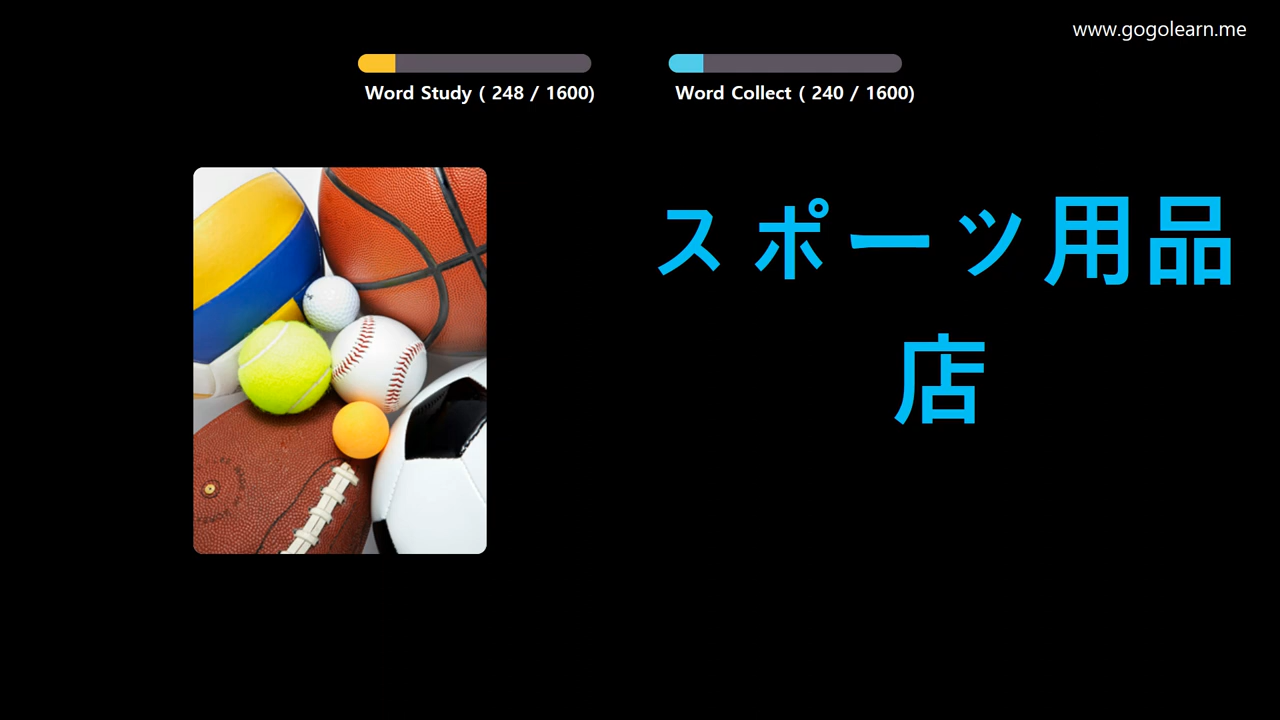 www.gogolearn.me
Word Study ( 248 / 1600)
Word Collect ( 240 / 1600)
スポーツ用品
店